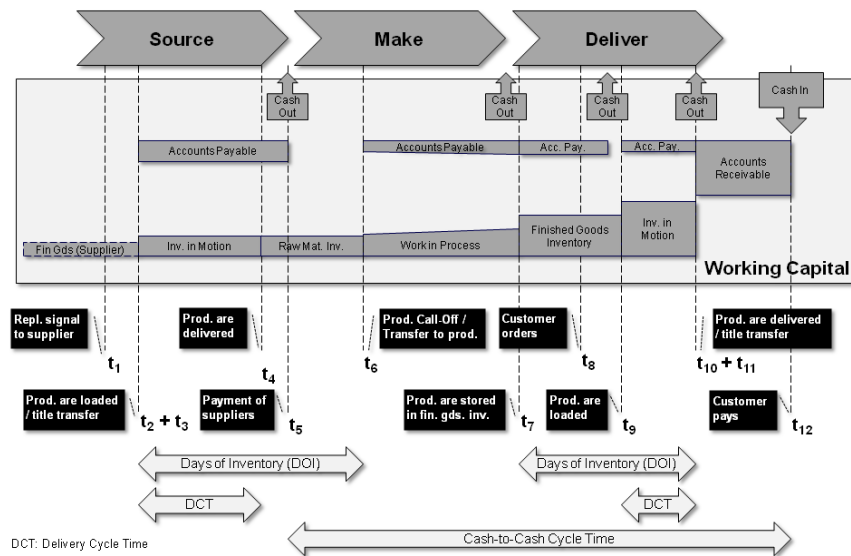 Source
Make
Deliver
Cash
Out
Cash
Out
Cash
Out
Cash
Out
Cash In
Accounts Payable
Accounts Payable
Acc. Pay.
Acc. Pay.
Accounts
Receivable
Fin Gds (Supplier)
Inv. in Motion
Raw Mat. Inv.
Work in Process
Finished Goods
Inventory
Inv. in
Motion
Working Capital
Repl. signal
to supplier
t1
Prod. are
delivered
t4
Prod. Call-Off /
Transfer to prod.
t6
Customer
orders
t8
Prod. are delivered
/ title transfer
t10 + t11
Prod. are loaded
/ title transfer
t2 + t3
Payment of
suppliers
t5
Prod. are stored
in fin. gds. inv.
t7
Prod. are
loaded
t9
Customer
pays
t12
Days of Inventory (DOI)
Days of Inventory (DOI)
DCT
DCT
Cash-to-Cash Cycle Time
DCT: Delivery Cycle Time